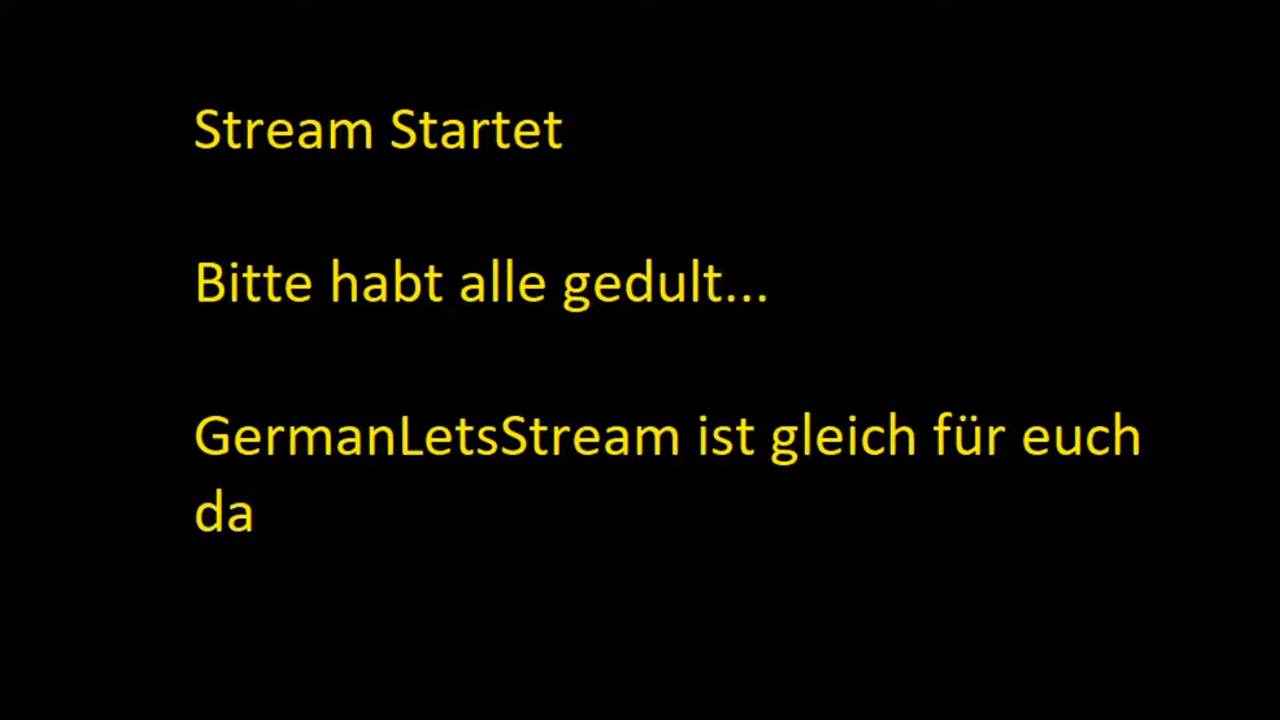 Stream Startet
Bitte habt alle gedult...
GermanLetsStream ist gleich für euch
da